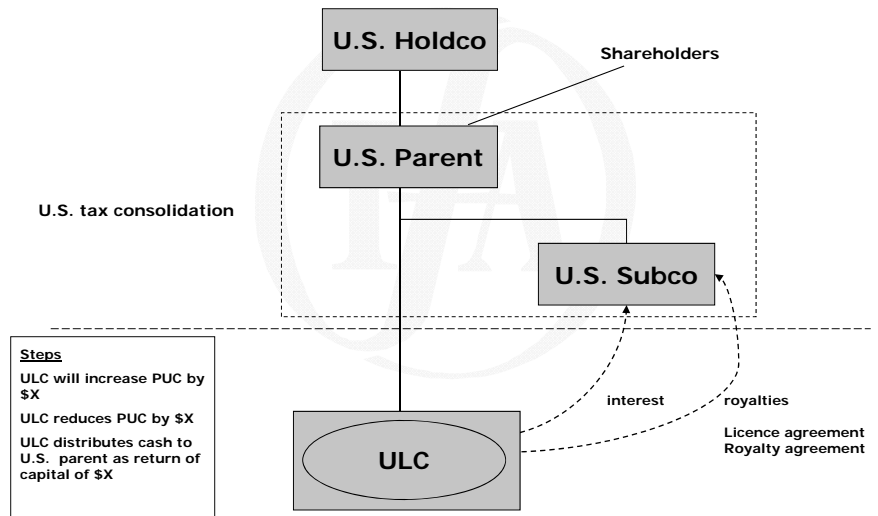 U.S. Holdco
Shareholders
U.S. Parent
U.S. tax consolidation
U.S. Subco
Steps
ULC will increase PUC by
$X
ULC reduces PUC by $X
ULC distributes cash to
U.S. parent as return of
capital of $X
interest
royalties
Licence agreement
Royalty agreement
ULC
IFA